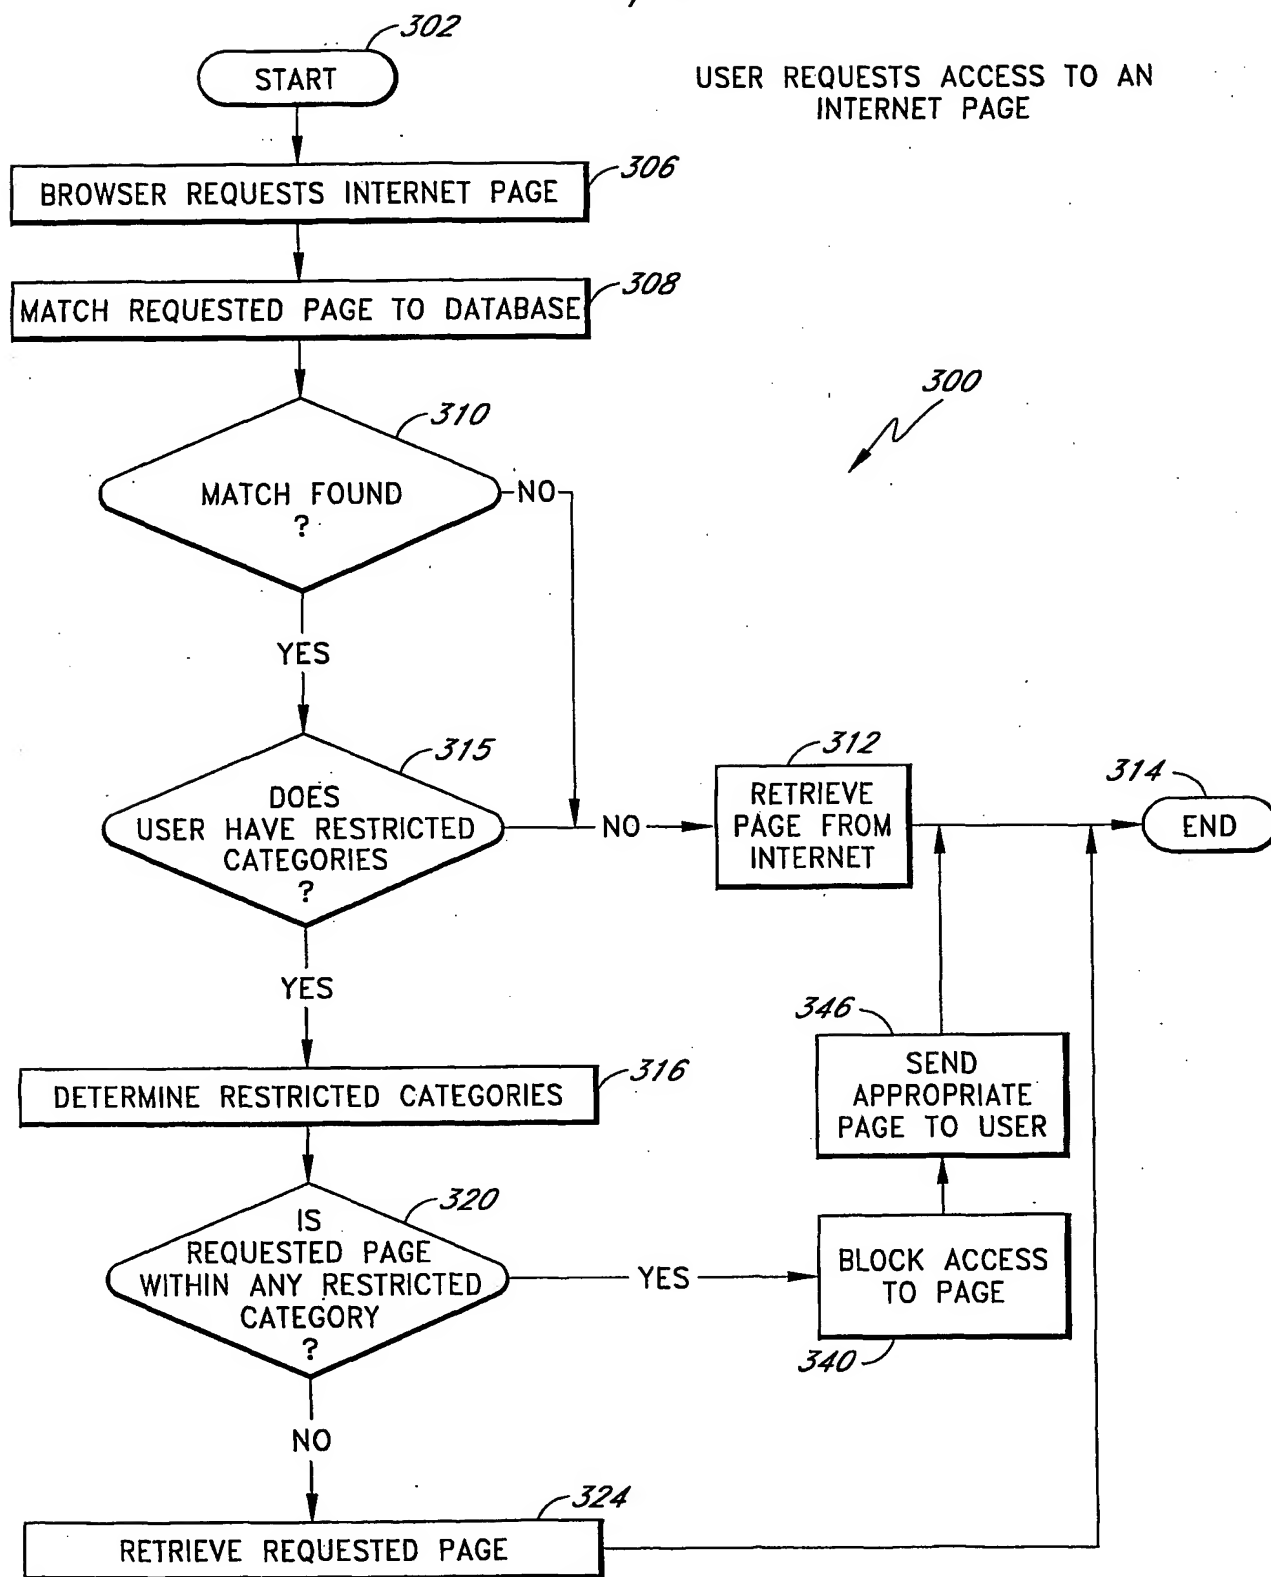 302
START
USER REQUESTS ACCESS TO AN
INTERNET PAGE
306
BROWSER REQUESTS INTERNET PAGE
308
MATCH REQUESTED PAGE TO DATABASE
300
310
MATCH FOUND
?
NO
YES
315
DOES
USER HAVE RESTRICTED
CATEGORIES
?
NO
312
RETRIEVE
PAGE FROM
INTERNET
314
END
YES
316
DETERMINE RESTRICTED CATEGORIES
346
SEND
APPROPRIATE
PAGE TO USER
320
IS
REQUESTED PAGE
WITHIN ANY RESTRICTED
CATEGORY
?
YES
BLOCK ACCESS
TO PAGE
340
NO
324
RETRIEVE REQUESTED PAGE